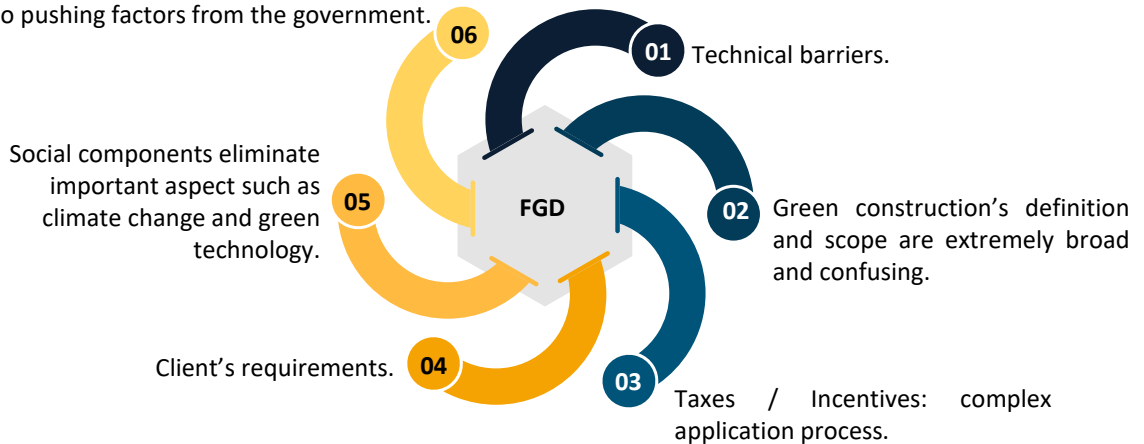 pushing factors from the government.
06
01
Technical barriers.
Social components eliminate
important aspect such as
climate change and green
technology.
05
FGD
02
Green construction's definition
and scope are extremely broad
and confusing.
Client's requirements.
04
03
Taxes / Incentives: complex
application process.